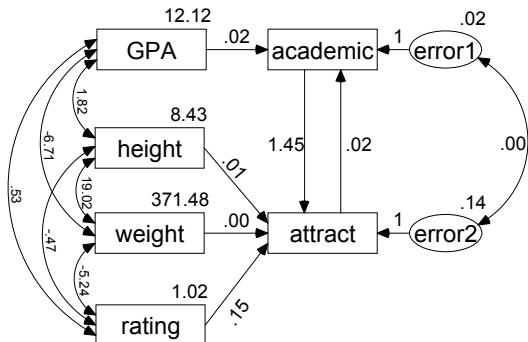 12.12
.02
GPA
.02
academic
1
error1
1.82
8.43
-6.71
height
1.45
.02
.00
.01
.53
19.02
371.48
.14
-.47
weight
.00
attract
1
error2
-5.24
1.02
.15
rating